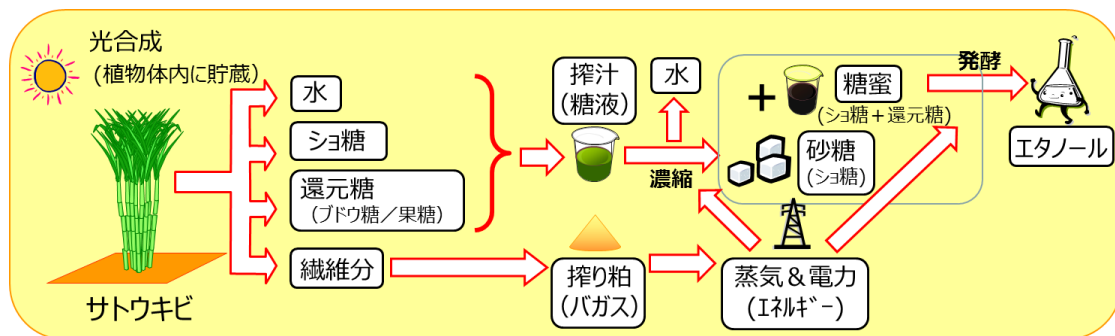 光合成
(植物体内に貯蔵)
サトウキビ
水
ショ糖
還元糖
(ブドウ糖／果糖)
繊維分
搾汁
(糖液)
水
濃縮
搾り粕
(バガス)
+
糖蜜
(ショ糖＋還元糖)
砂糖
(ショ糖)
蒸気＆電力
(エネルギー)
発酵
エタノール